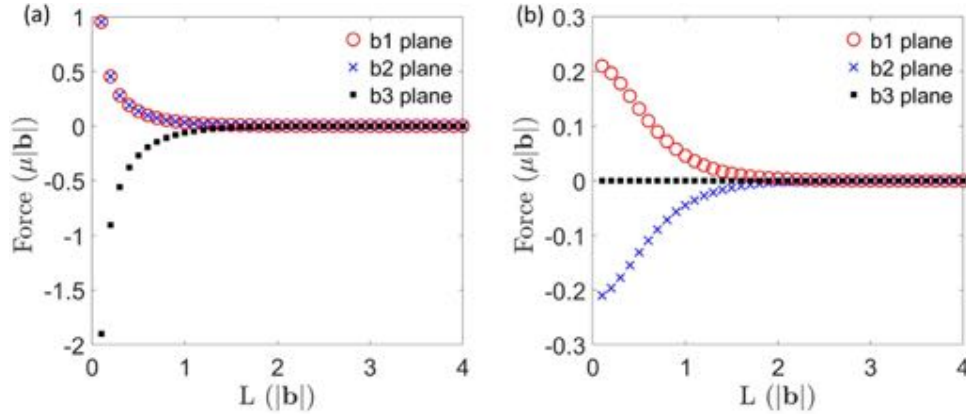 (a)
1
0.5
0
-0.5
-1
-1.5
-2
Force (μ|b|)
b1 plane
b2 plane
b3 plane
0 1 2 3 4
L (|b|)
(b)
0.3
0.2
0.1
0
-0.1
-0.2
-0.3
Force (μ|b|)
b1 plane
b2 plane
b3 plane
0 1 2 3 4
L (|b|)